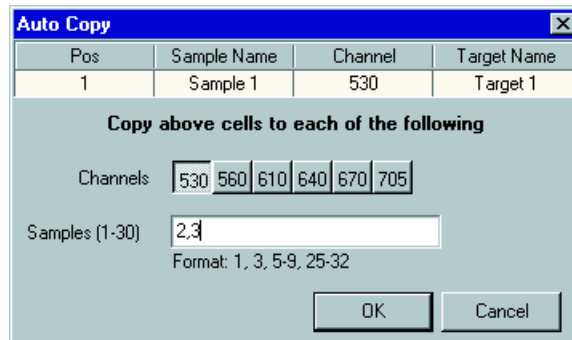 Auto Copy
Pos Sample Name Channel Target Name
1 Sample 1 530 Target 1
Copy above cells to each of the following
Channels 530 560 610 640 670 705
Samples (1-30) 2,3
Format: 1, 3, 5-9, 25-32
OK Cancel